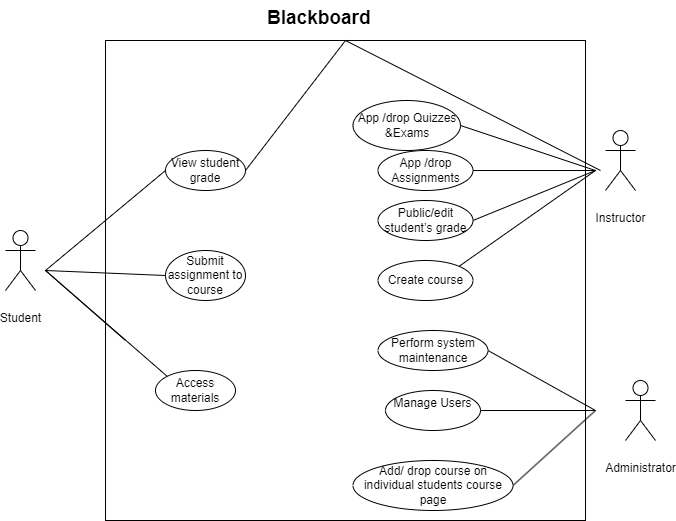 Blackboard
App /drop Quizzes
&Exams
View student
grade
App /drop
Assignments
Instructor
Public/edit
student's grade
Submit
assignment to
course
Create course
Student
Perform system
maintenance
Access
materials
Manage Users
Administrator
Add/ drop course on
individual students course
page